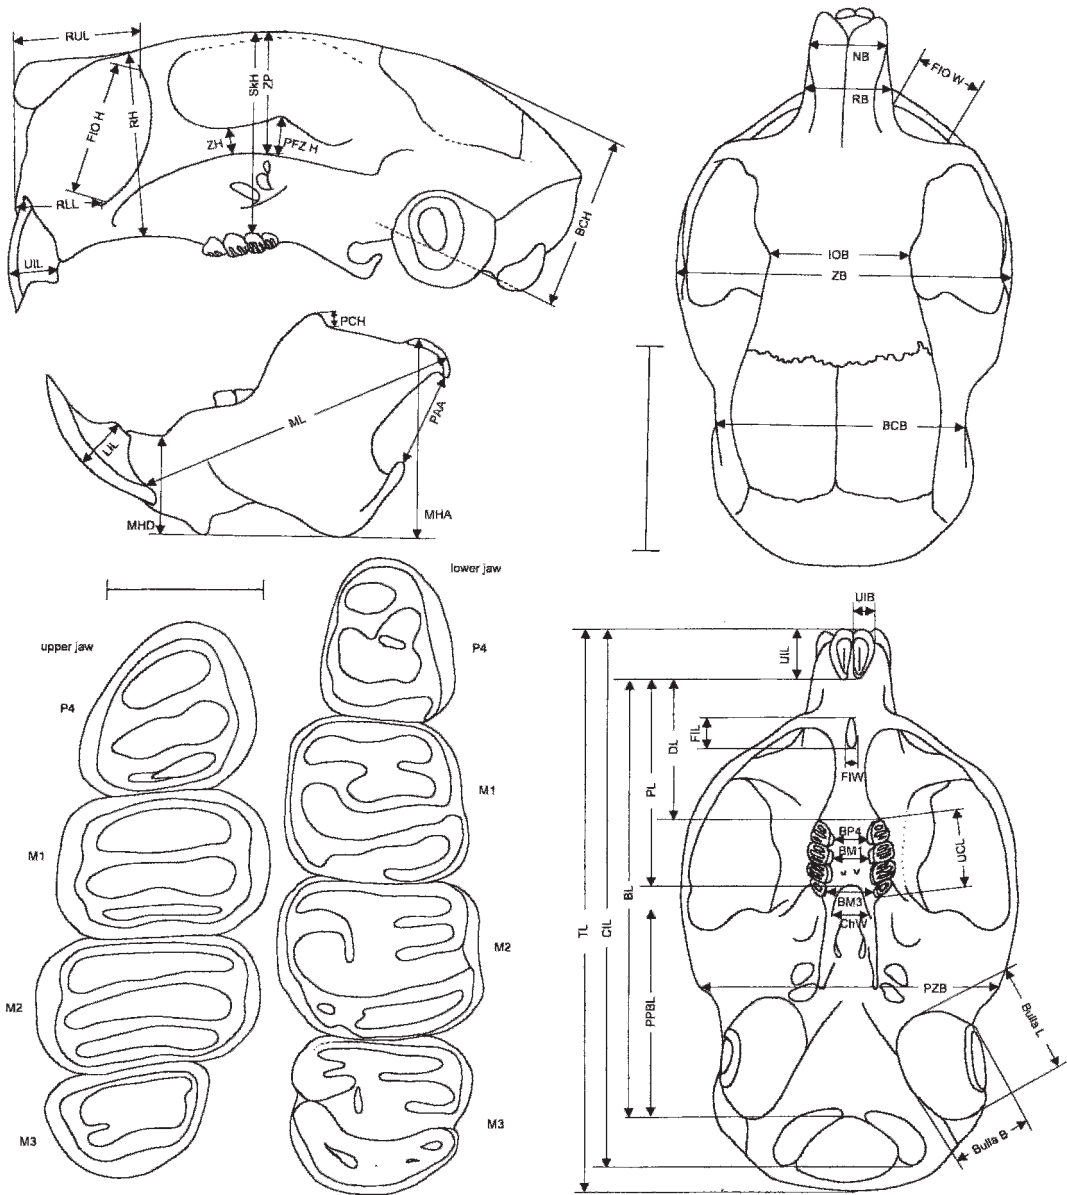 RUL
FIO H
RH
SkH
ZP
ZH
PFZ H
RLL
UIL
BCH
NB
FIO W
RB
IOB
ZB
BCB
PCH
ML
LIL
PAA
MHD
MHA
upper jaw
P4
M1
M2
M3
lower jaw
P4
M1
M2
M3
UIB
UIL
FIL
DL
PL
FIW
BP4
BM1
UCL
BL
TL
CIL
BM3
ChW
PPBL
PZB
Bulla L
Bulla B